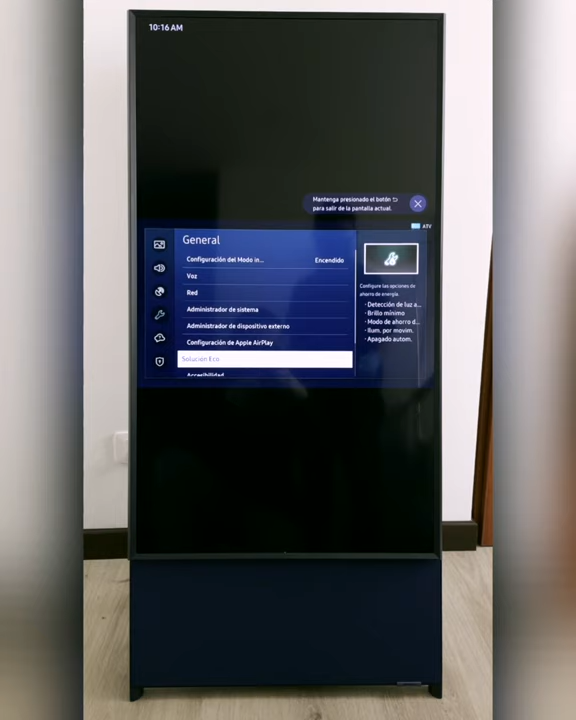 10:16 AM
Mantenga presionado el botón
para salir de la pantalla actual.
ATV
General
Configuración del Modo in...
Encendido
Voz
Red
Administrador de sistema
Administrador de dispositivo externo
Configuración de Apple AirPlay
Solución Eco
Accesibilidad
Configure las opciones de
ahorro de energía.
· Detección de luz a...
· Brillo mínimo
· Modo de ahorro d...
· Ilum. por movim.
· Apagado autom.